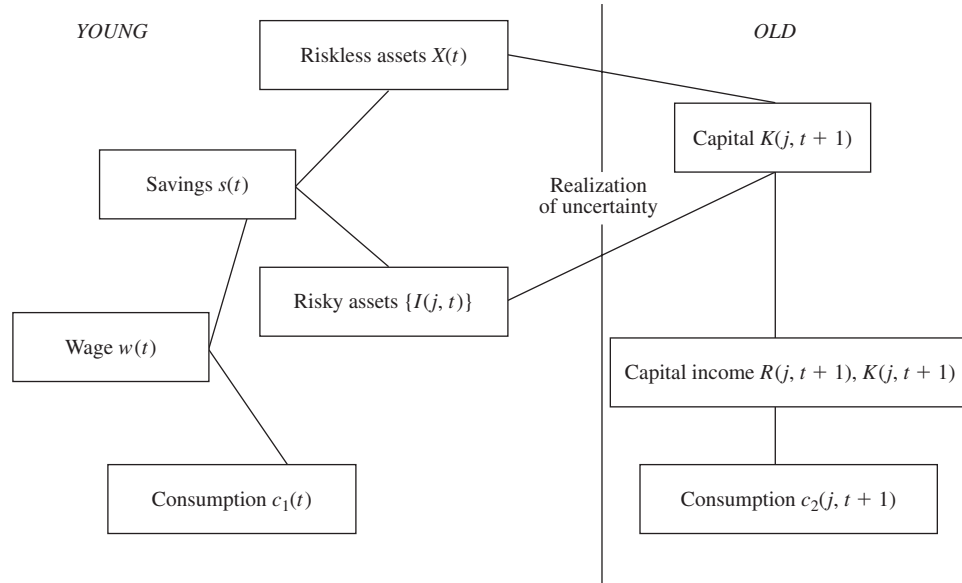 YOUNG
OLD
Riskless assets X(t)
Capital K(j, t + 1)
Savings s(t)
Realization
of uncertainty
Risky assets {I(j, t)}
Wage w(t)
Capital income R(j, t + 1), K(j, t + 1)
Consumption c₁(t)
Consumption c₂(j, t + 1)